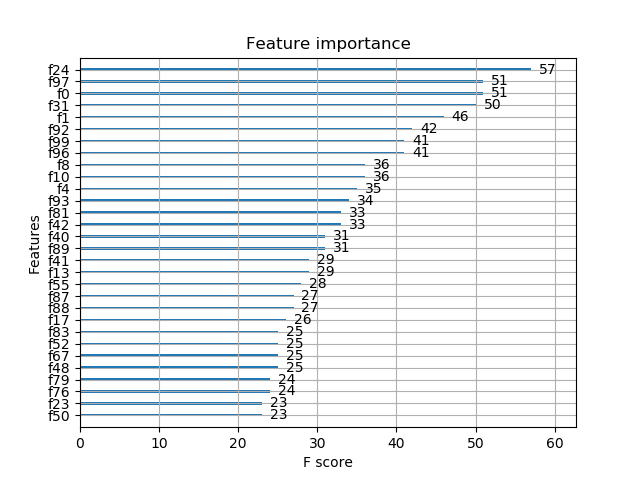 Feature importance
f24 57
f97 51
f0 51
f31 50
f1 46
f92 42
f99 41
f96 41
f8 36
f10 36
f4 35
f93 34
f81 33
f42 33
f40 31
f89 31
f41 29
f13 29
f55 28
f87 27
f88 27
f17 26
f83 25
f52 25
f67 25
f48 25
f79 24
f76 24
f23 23
f50 23
Features
0 10 20 30 40 50 60
F score